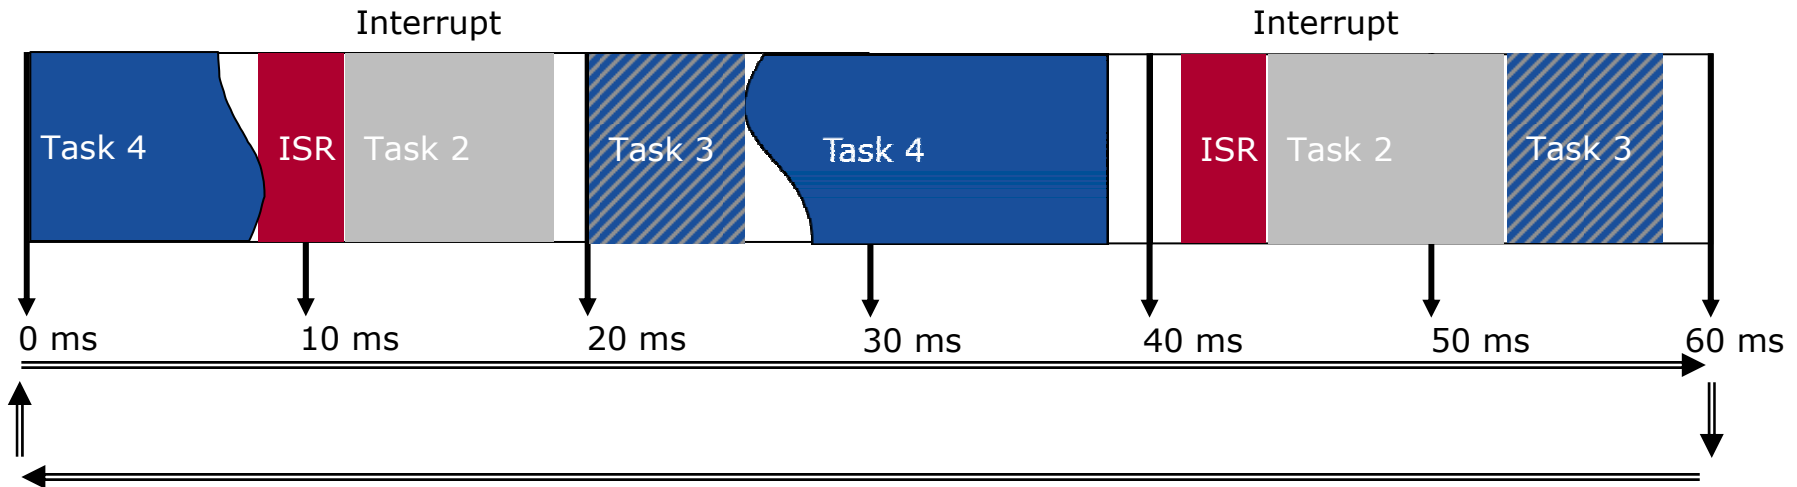 Interrupt
Interrupt
Task 4
ISR
Task 2
Task 3
Task 4
ISR
Task 2
Task 3
0 ms
10 ms
20 ms
30 ms
40 ms
50 ms
60 ms